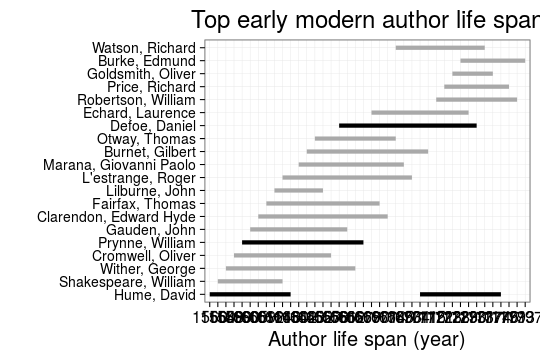 Top early modern author life span
Watson, Richard
Burke, Edmund
Goldsmith, Oliver
Price, Richard
Robertson, William
Echard, Laurence
Defoe, Daniel
Otway, Thomas
Burnet, Gilbert
Marana, Giovanni Paolo
L'estrange, Roger
Lilburne, John
Fairfax, Thomas
Clarendon, Edward Hyde
Gauden, John
Prynne, William
Cromwell, Oliver
Wither, George
Shakespeare, William
Hume, David
Author life span (year)